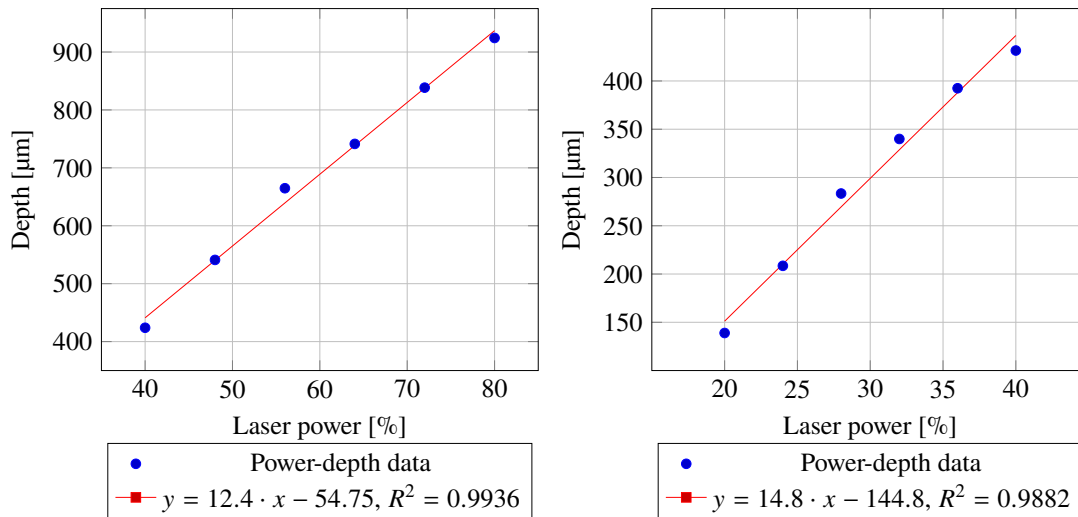 900
800
700
600
500
400
Depth [µm]
40
50
60
70
80
Laser power [%]
Power-depth data
y = 12.4 · x − 54.75, R² = 0.9936
400
350
300
250
200
150
Depth [µm]
20
25
30
35
40
Laser power [%]
Power-depth data
y = 14.8 · x − 144.8, R² = 0.9882